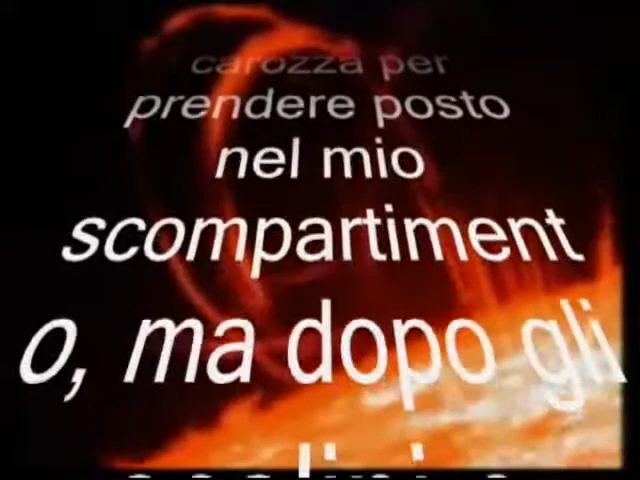 carozza per
prendere posto
nel mio
scompartiment
o, ma dopo gli